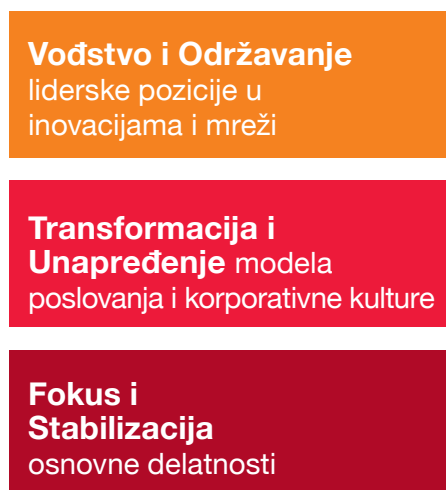 Vođstvo i Održavanje
liderske pozicije u
inovacijama i mreži
Transformacija i
Unapređenje modela
poslovanja i korporativne kulture
Fokus i
Stabilizacija
osnovne delatnosti